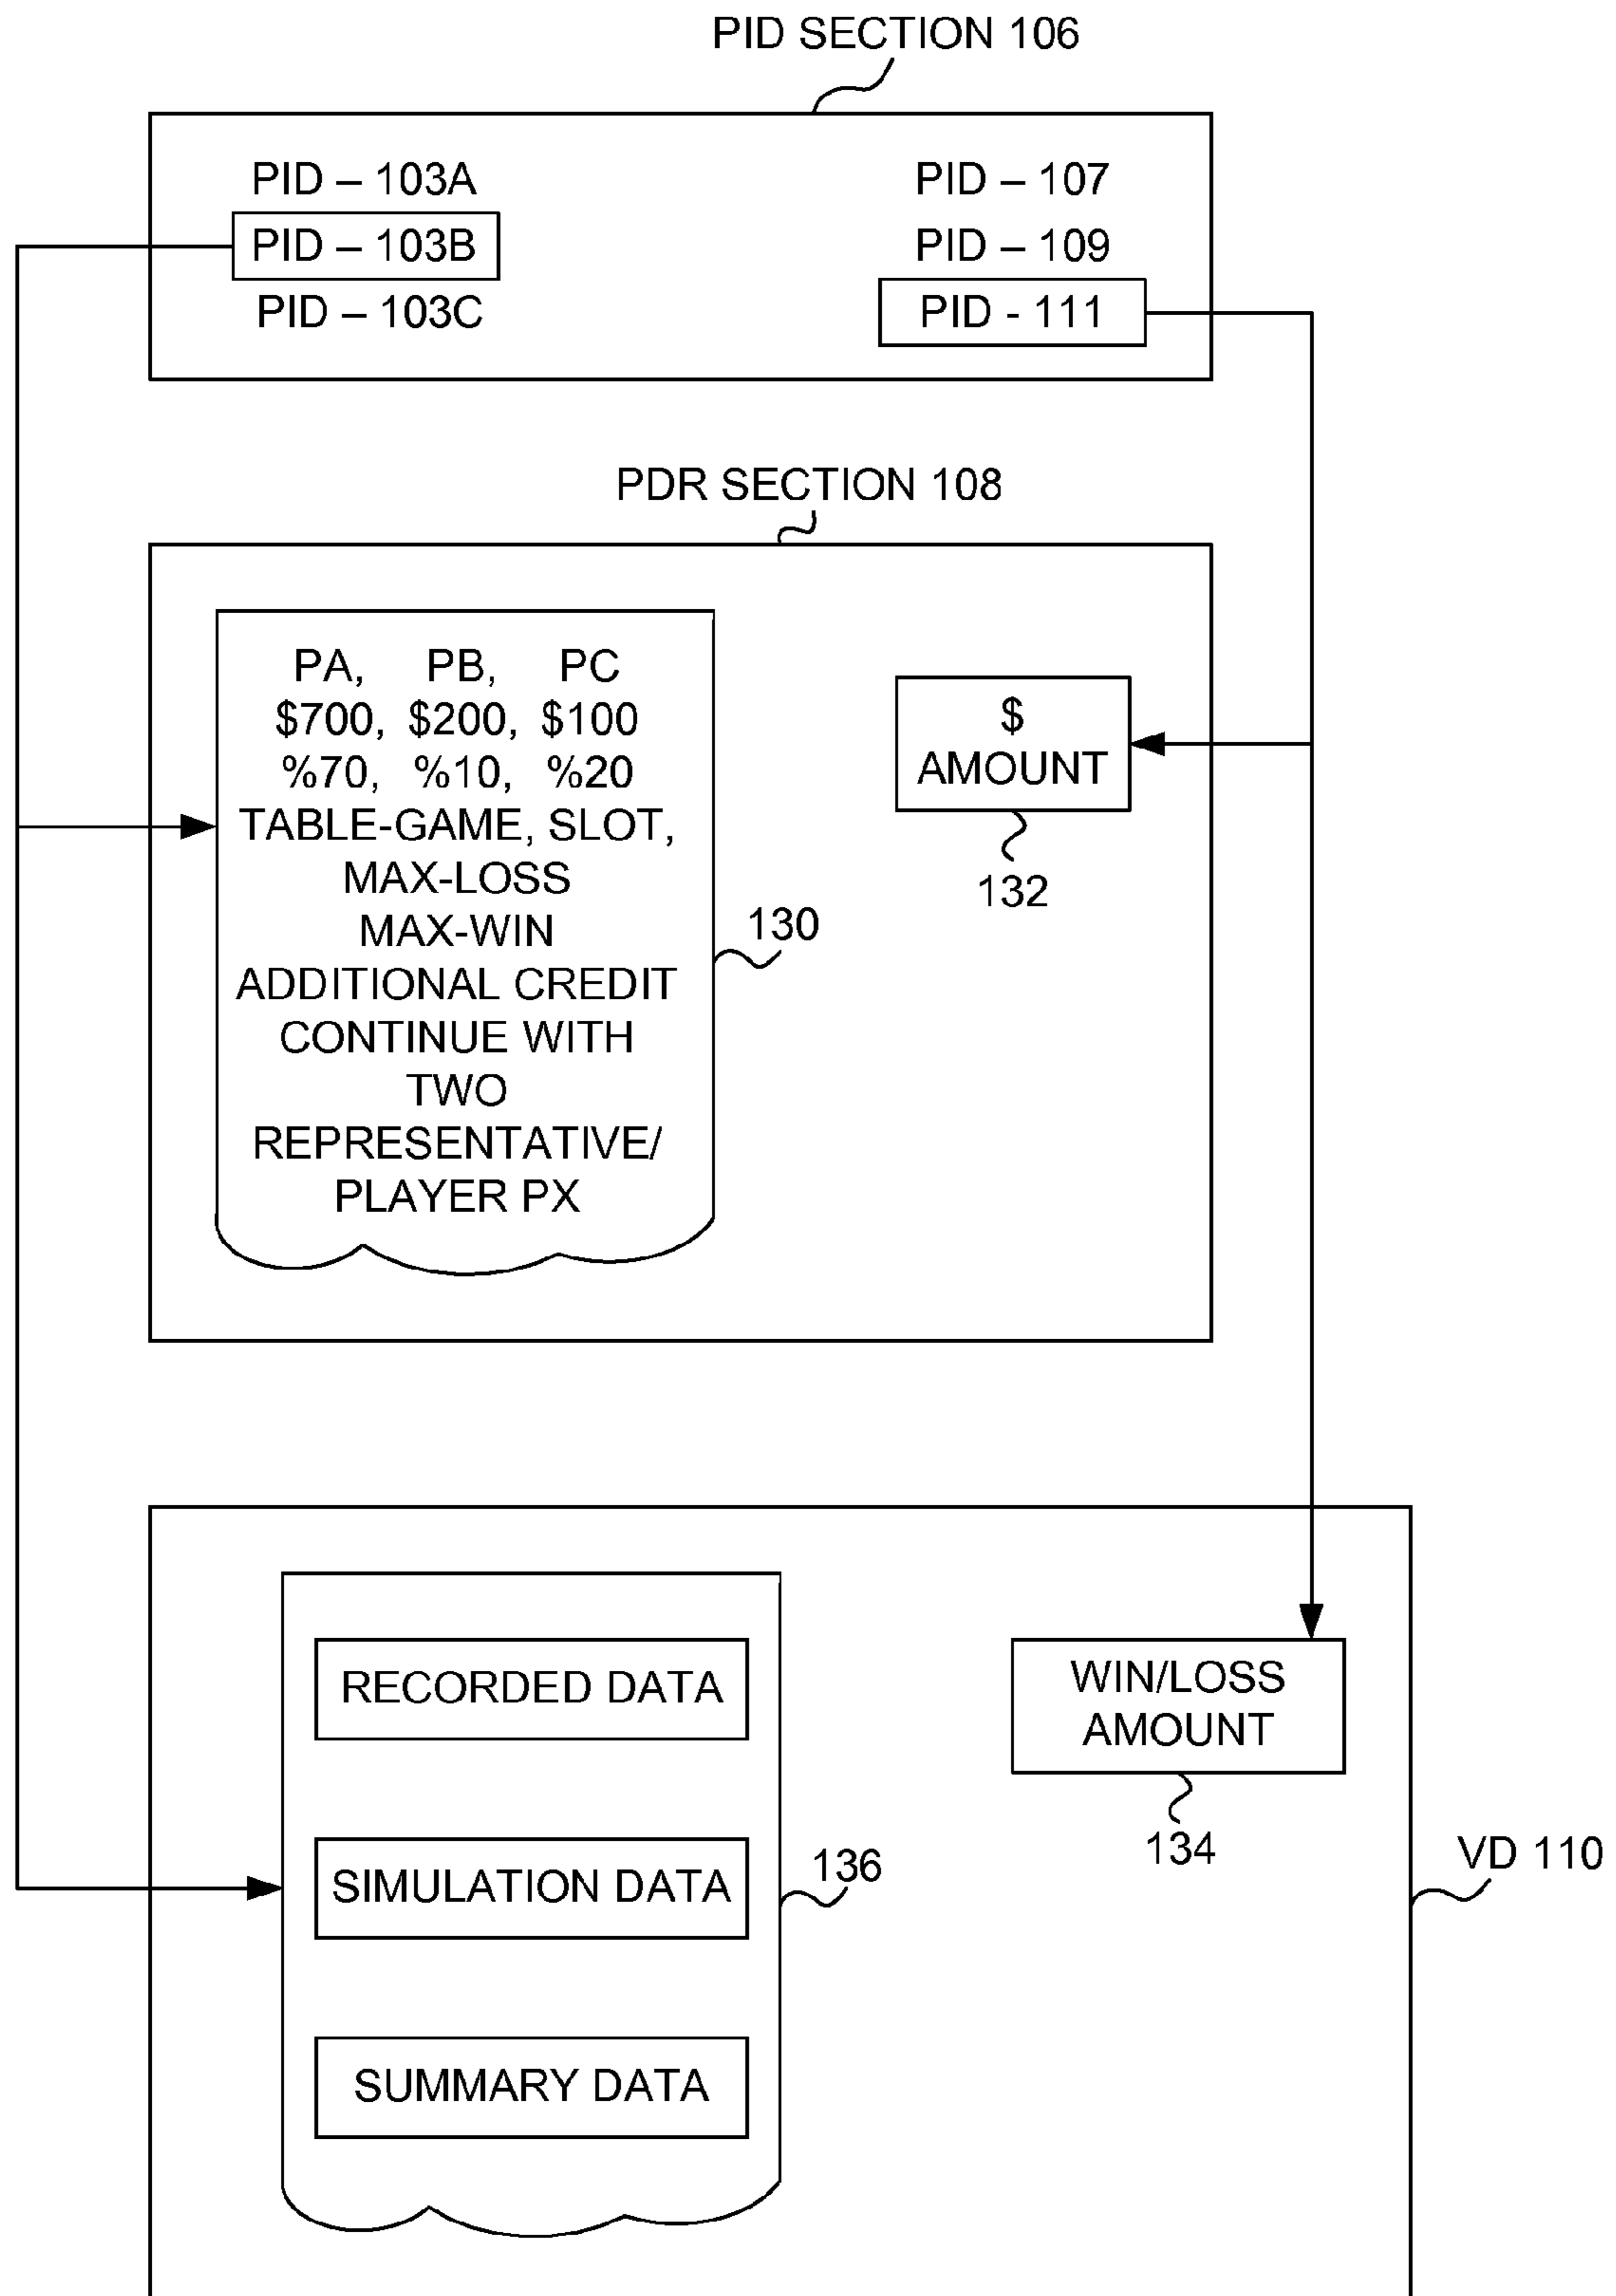 PID SECTION 106
PID – 103A
PID – 103B
PID – 103C
PID – 107
PID – 109
PID - 111
PDR SECTION 108
PA, PB, PC
$700, $200, $100
%70, %10, %20
TABLE-GAME, SLOT,
MAX-LOSS
MAX-WIN
ADDITIONAL CREDIT
CONTINUE WITH
TWO
REPRESENTATIVE/
PLAYER PX
130
$
AMOUNT
132
RECORDED DATA
SIMULATION DATA
SUMMARY DATA
136
WIN/LOSS
AMOUNT
134
VD 110